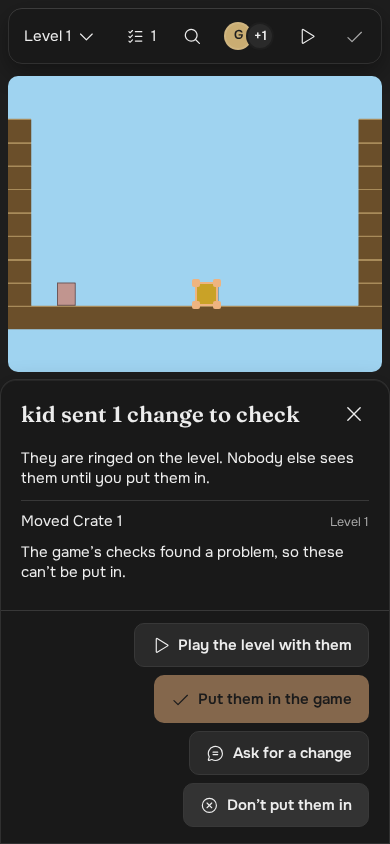 Level 1
1
G
+1
kid sent 1 change to check
They are ringed on the level. Nobody else sees
them until you put them in.
Moved Crate 1
Level 1
The game’s checks found a problem, so these
can’t be put in.
Play the level with them
Put them in the game
Ask for a change
Don’t put them in